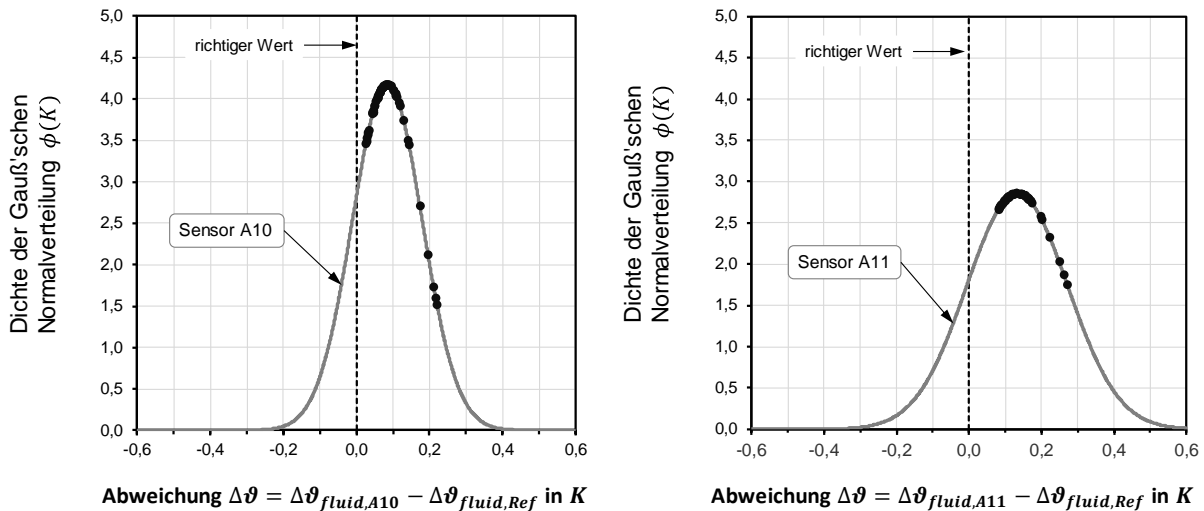 Dichte der Gauß'schen
Normalverteilung ϕ(K)
5,0
4,5
4,0
3,5
3,0
2,5
2,0
1,5
1,0
0,5
0,0
richtiger Wert
Sensor A10
-0,6 -0,4 -0,2 0,0 0,2 0,4 0,6
Abweichung Δϑ = Δϑfluid,A10 − Δϑfluid,Ref in K
Dichte der Gauß'schen
Normalverteilung ϕ(K)
5,0
4,5
4,0
3,5
3,0
2,5
2,0
1,5
1,0
0,5
0,0
richtiger Wert
Sensor A11
-0,6 -0,4 -0,2 0,0 0,2 0,4 0,6
Abweichung Δϑ = Δϑfluid,A11 − Δϑfluid,Ref in K